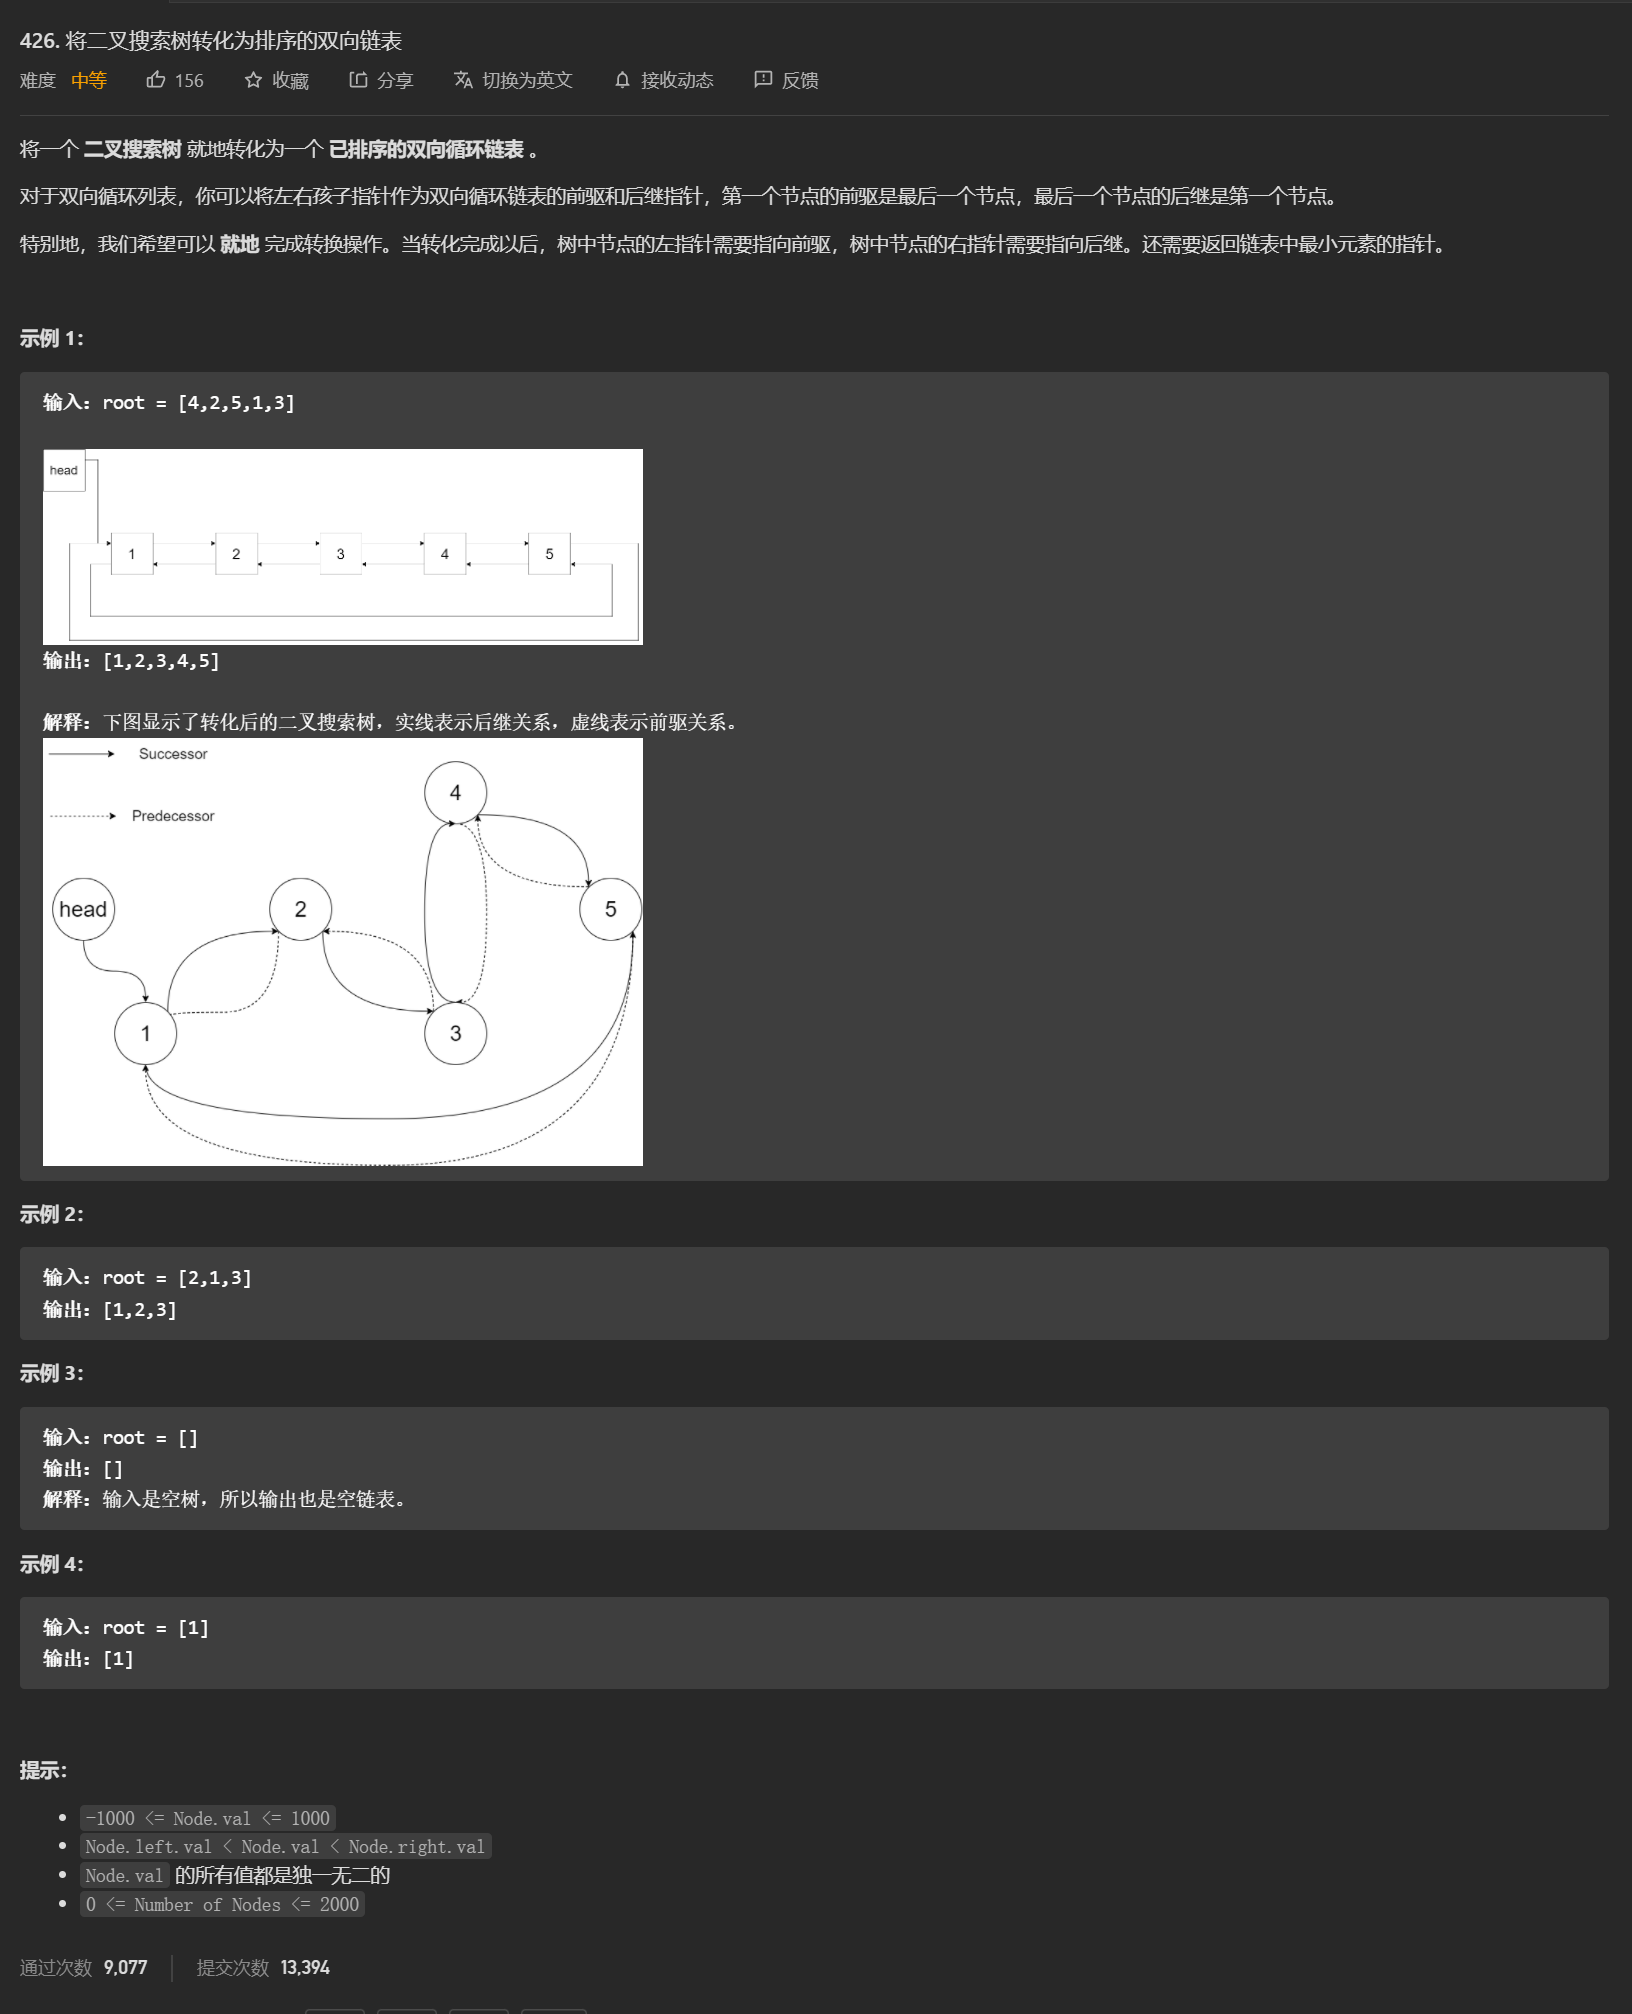 426. 将二叉搜索树转化为排序的双向链表
难度 中等 156 收藏 分享 切换为英文 接收动态 反馈
将一个 二叉搜索树 就地转化为一个 已排序的双向循环链表 。
对于双向循环列表，你可以将左右孩子指针作为双向循环链表的前驱和后继指针，第一个节点的前驱是最后一个节点，最后一个节点的后继是第一个节点。
特别地，我们希望可以 就地 完成转换操作。当转化完成以后，树中节点的左指针需要指向前驱，树中节点的右指针需要指向后继。还需要返回链表中最小元素的指针。
示例 1：
输入：root = [4,2,5,1,3]
head
1 2 3 4 5
输出：[1,2,3,4,5]
解释：下图显示了转化后的二叉搜索树，实线表示后继关系，虚线表示前驱关系。
Successor
4
Predecessor
head 2 5
1 3
示例 2：
输入：root = [2,1,3]
输出：[1,2,3]
示例 3：
输入：root = []
输出：[]
解释：输入是空树，所以输出也是空链表。
示例 4：
输入：root = [1]
输出：[1]
提示：
-1000 <= Node.val <= 1000
Node.left.val < Node.val < Node.right.val
Node.val 的所有值都是独一无二的
0 <= Number of Nodes <= 2000
通过次数 9,077 提交次数 13,394